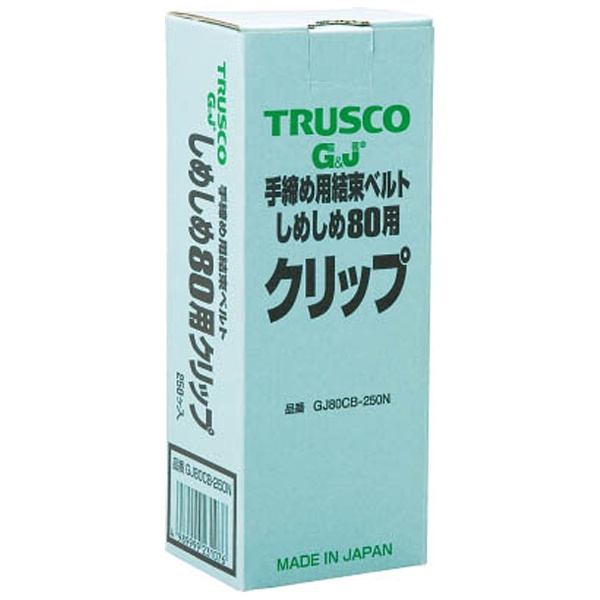 TRUSCO
G&J®
手締め用結束ベルト
しめしめ80用
クリップ
品番 GJ80CB-250N
MADE IN JAPAN
TRUSCO
G&J®
手締め用結束ベルト
しめしめ80用クリップ
250ケ入
品番 GJ80CB-250N